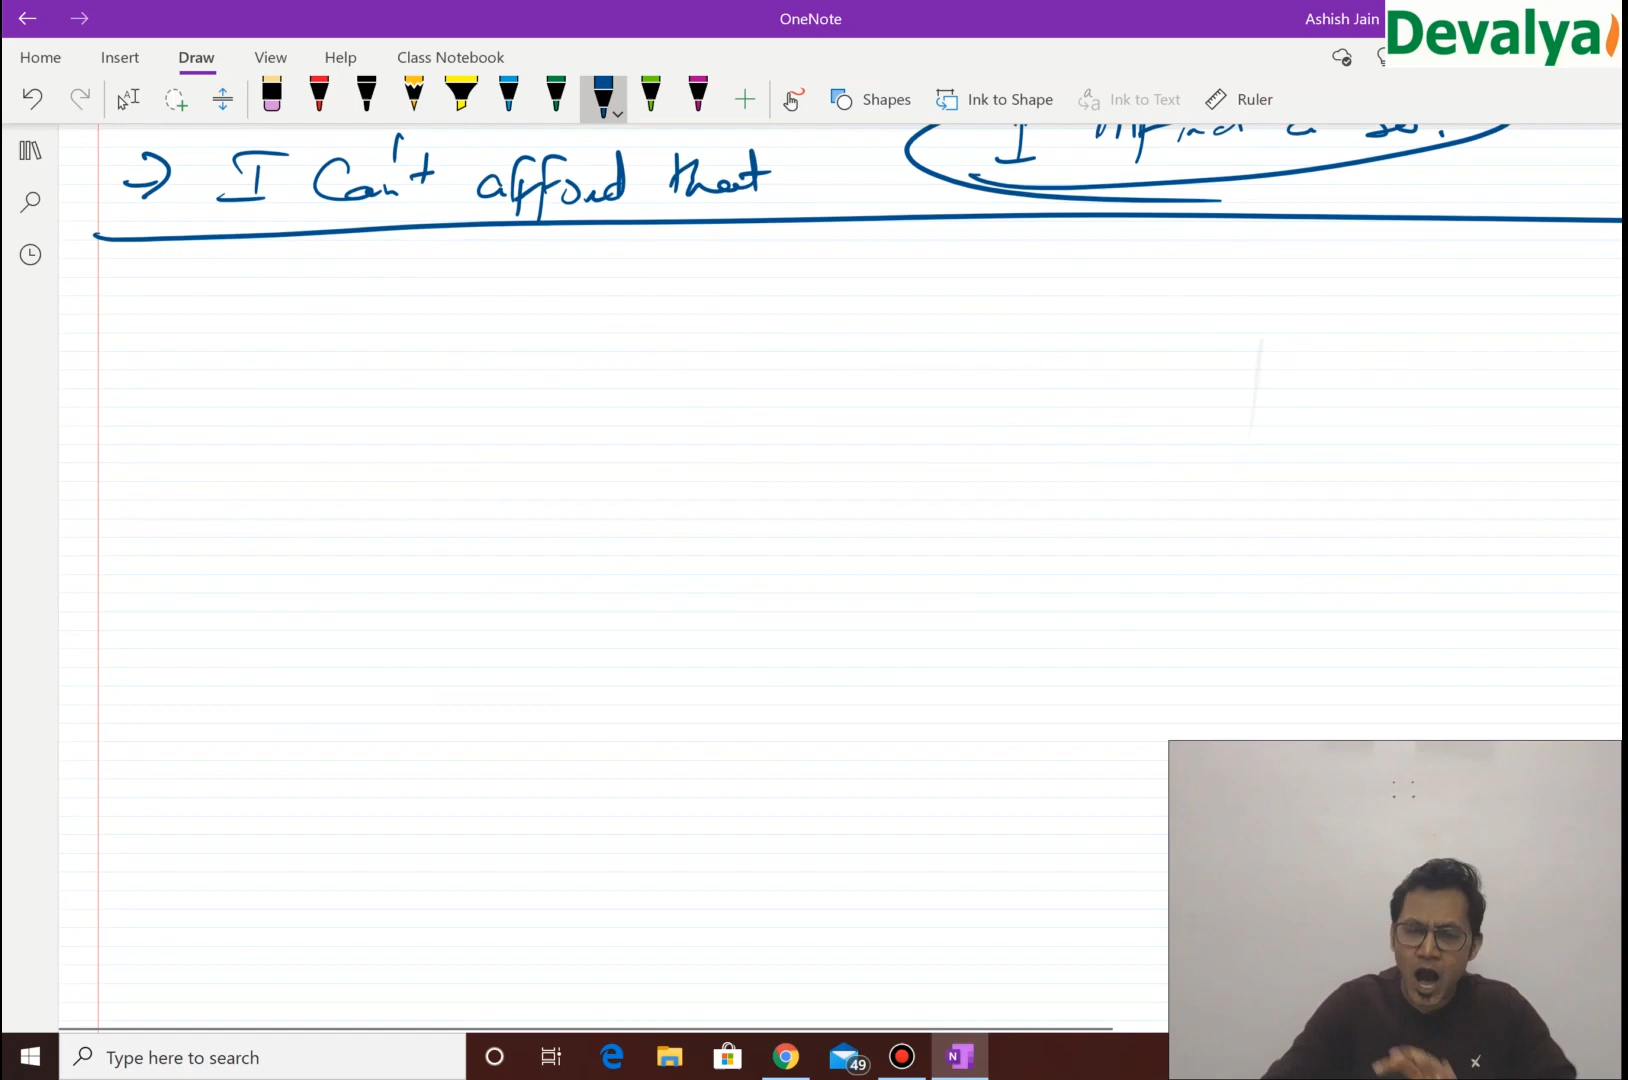 OneNote
Ashish Jain
Devalya
Home Insert Draw View Help Class Notebook
Shapes Ink to Shape Ink to Text Ruler
I
→ I Can't afford that
Type here to search
49
N